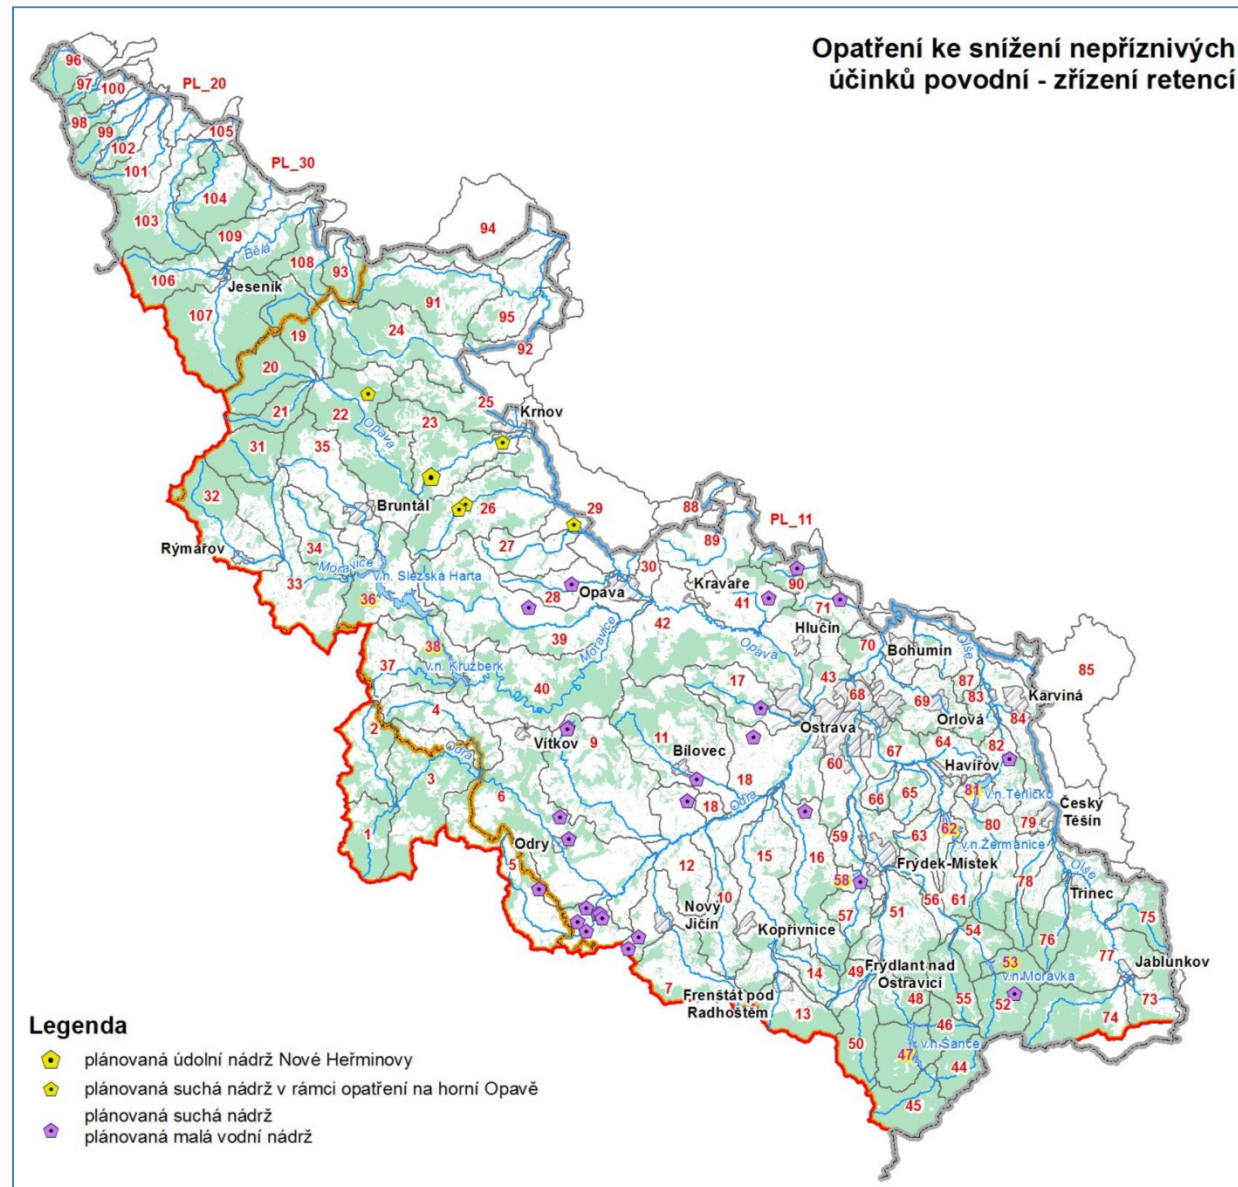 Opatření ke snížení nepříznivých
účinků povodní - zřízení retencí
96
97
100
PL_20
98
99
105
102
101
PL_30
104
103
94
109
Bělá
108
93
106
Jeseník
91
107
95
19
24
92
20
25
21
22
23
Krnov
Opava
31
35
32
Bruntál
26
29
88
PL_11
Rýmařov
27
89
34
30
90
Moravice
v.n. Slezská Harta
33
28
Opava
Kravaře
41
71
36
42
Hlučín
39
Moravice
70
Olše
38
Opava
Bohumín
v.n. Kružberk
85
37
17
43
87
40
68
83
Karviná
69
4
Orlová
84
2
Ostrava
Vítkov
9
11
Bílovec
64
82
Odra
67
60
Havířov
3
18
81
v.n.Těrlicko
6
18
Odra
66
65
Český
Těšín
62
80
79
1
59
63
v.n.Žermanice
Odry
5
12
15
16
Frýdek-Místek
Olše
58
78
10
56
61
Třinec
Nový
Jičín
57
51
75
Kopřivnice
54
76
77
53
Jablunkov
14
49
Frýdlant nad
Ostravicí
v.n.Morávka
7
Frenštát pod
Radhoštěm
48
55
52
73
13
46
74
50
v.n.Šance
47
44
45
Legenda
plánovaná údolní nádrž Nové Heřminovy
plánovaná suchá nádrž v rámci opatření na horní Opavě
plánovaná suchá nádrž
plánovaná malá vodní nádrž